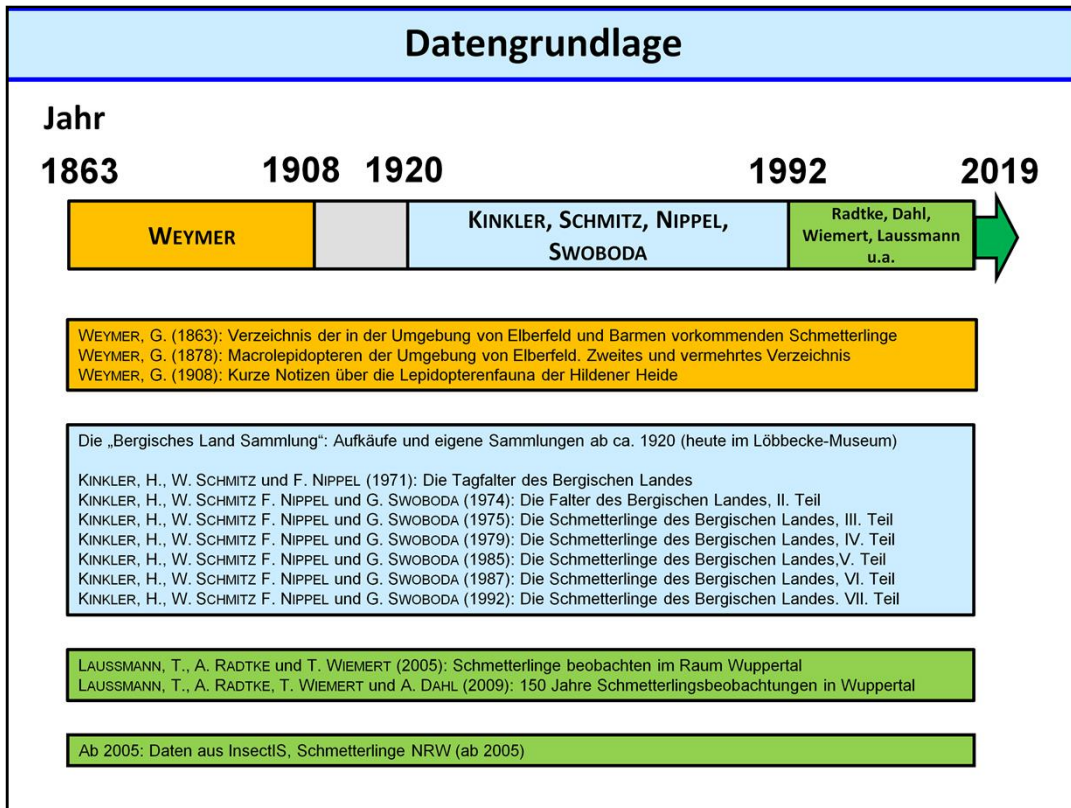 Datengrundlage
Jahr
1863 1908 1920 1992 2019
WEYMER
KINKLER, SCHMITZ, NIPPEL,
SWOBODA
Radtke, Dahl,
Wiemert, Laussmann
u.a.
WEYMER, G. (1863): Verzeichnis der in der Umgebung von Elberfeld und Barmen vorkommenden Schmetterlinge
WEYMER, G. (1878): Macrolepidopteren der Umgebung von Elberfeld. Zweites und vermehrtes Verzeichnis
WEYMER, G. (1908): Kurze Notizen über die Lepidopterenfauna der Hildener Heide
Die „Bergisches Land Sammlung“: Aufkäufe und eigene Sammlungen ab ca. 1920 (heute im Löbbecke-Museum)
KINKLER, H., W. SCHMITZ und F. NIPPEL (1971): Die Tagfalter des Bergischen Landes
KINKLER, H., W. SCHMITZ F. NIPPEL und G. SWOBODA (1974): Die Falter des Bergischen Landes, II. Teil
KINKLER, H., W. SCHMITZ F. NIPPEL und G. SWOBODA (1975): Die Schmetterlinge des Bergischen Landes, III. Teil
KINKLER, H., W. SCHMITZ F. NIPPEL und G. SWOBODA (1979): Die Schmetterlinge des Bergischen Landes, IV. Teil
KINKLER, H., W. SCHMITZ F. NIPPEL und G. SWOBODA (1985): Die Schmetterlinge des Bergischen Landes,V. Teil
KINKLER, H., W. SCHMITZ F. NIPPEL und G. SWOBODA (1987): Die Schmetterlinge des Bergischen Landes, VI. Teil
KINKLER, H., W. SCHMITZ F. NIPPEL und G. SWOBODA (1992): Die Schmetterlinge des Bergischen Landes. VII. Teil
LAUSSMANN, T., A. RADTKE und T. WIEMERT (2005): Schmetterlinge beobachten im Raum Wuppertal
LAUSSMANN, T., A. RADTKE, T. WIEMERT und A. DAHL (2009): 150 Jahre Schmetterlingsbeobachtungen in Wuppertal
Ab 2005: Daten aus InsectIS, Schmetterlinge NRW (ab 2005)